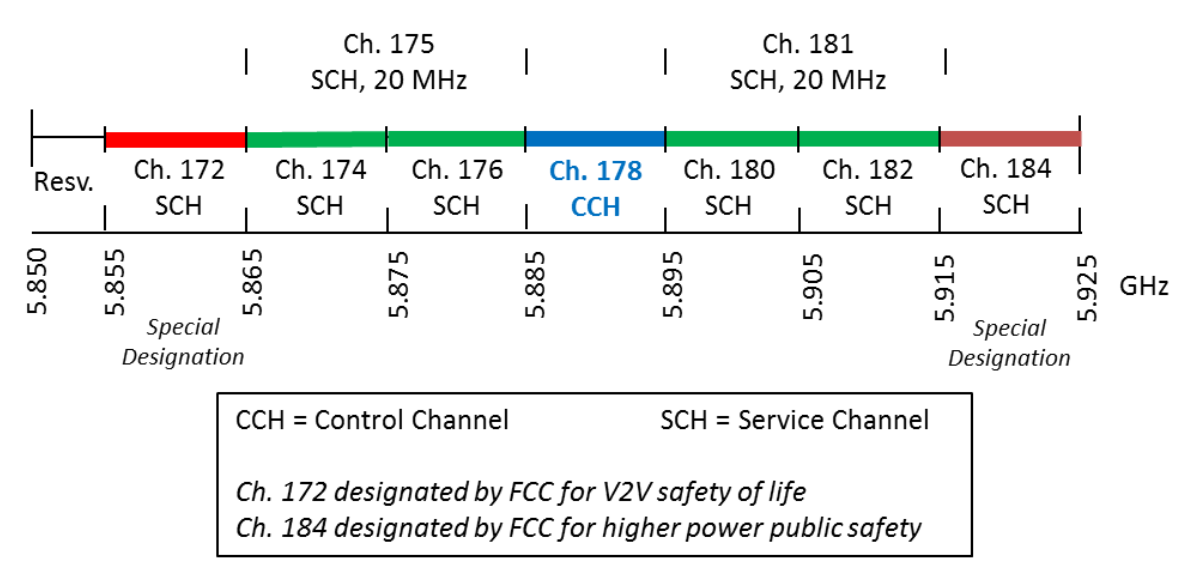 Ch. 175
SCH, 20 MHz
Ch. 181
SCH, 20 MHz
Resv.
Ch. 172
SCH
Ch. 174
SCH
Ch. 176
SCH
Ch. 178
CCH
Ch. 180
SCH
Ch. 182
SCH
Ch. 184
SCH
5.850
5.855
5.865
5.875
5.885
5.895
5.905
5.915
5.925
GHz
Special
Designation
Special
Designation
CCH = Control Channel
SCH = Service Channel
Ch. 172 designated by FCC for V2V safety of life
Ch. 184 designated by FCC for higher power public safety